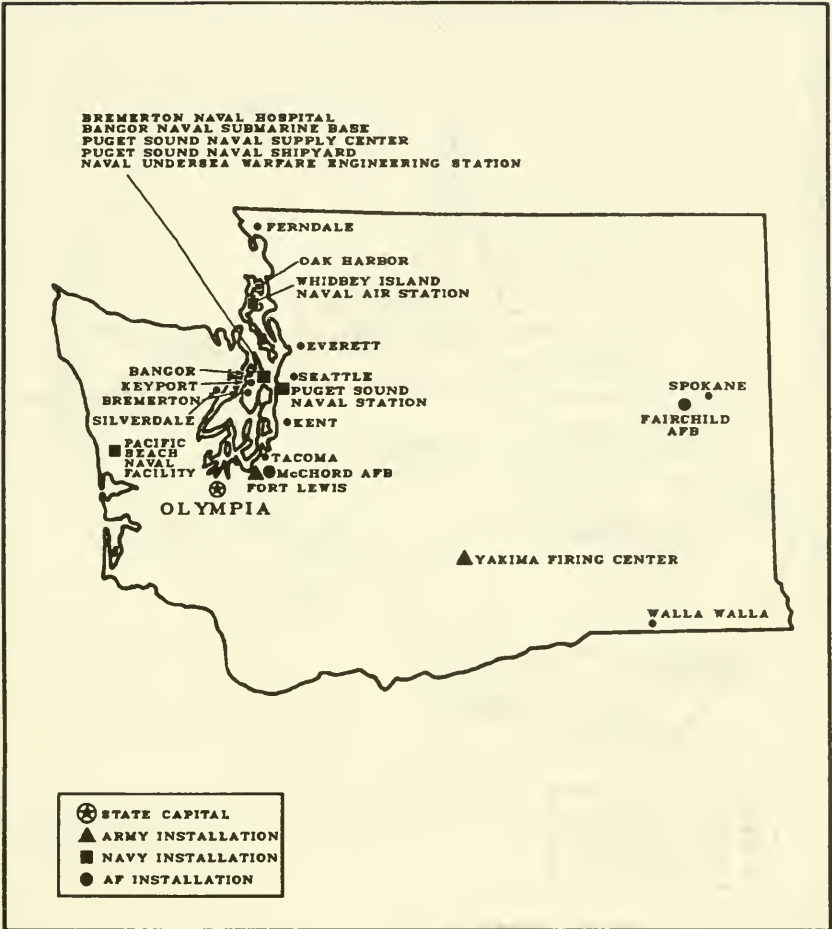 BREMERTON NAVAL HOSPITAL
BANGOR NAVAL SUBMARINE BASE
PUGET SOUND NAVAL SUPPLY CENTER
PUGET SOUND NAVAL SHIPYARD
NAVAL UNDERSEA WARFARE ENGINEERING STATION
FERNDALE
OAK HARBOR
WHIDBEY ISLAND
NAVAL AIR STATION
EVERETT
BANGOR
KEYPORT
BREMERTON
SILVERDALE
SEATTLE
PUGET SOUND
NAVAL STATION
KENT
SPOKANE
FAIRCHILD
AFB
PACIFIC
BEACH
NAVAL
FACILITY
TACOMA
McCHORD AFB
FORT LEWIS
OLYMPIA
YAKIMA FIRING CENTER
WALLA WALLA
STATE CAPITAL
ARMY INSTALLATION
NAVY INSTALLATION
AF INSTALLATION